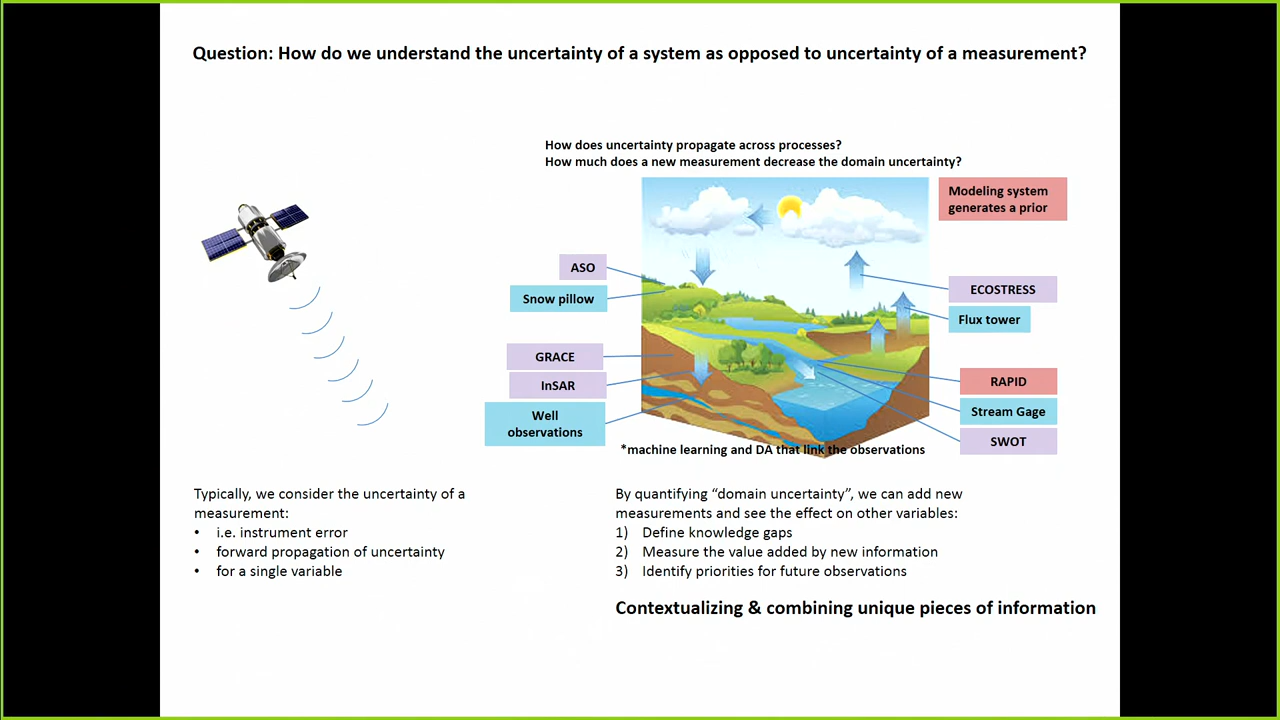 Question: How do we understand the uncertainty of a system as opposed to uncertainty of a measurement?
How does uncertainty propagate across processes?
How much does a new measurement decrease the domain uncertainty?
Modeling system
generates a prior
ASO
Snow pillow
ECOSTRESS
Flux tower
GRACE
InSAR
Well
observations
RAPID
Stream Gage
SWOT
*machine learning and DA that link the observations
Typically, we consider the uncertainty of a
measurement:
• i.e. instrument error
• forward propagation of uncertainty
• for a single variable
By quantifying “domain uncertainty”, we can add new
measurements and see the effect on other variables:
1) Define knowledge gaps
2) Measure the value added by new information
3) Identify priorities for future observations
Contextualizing & combining unique pieces of information